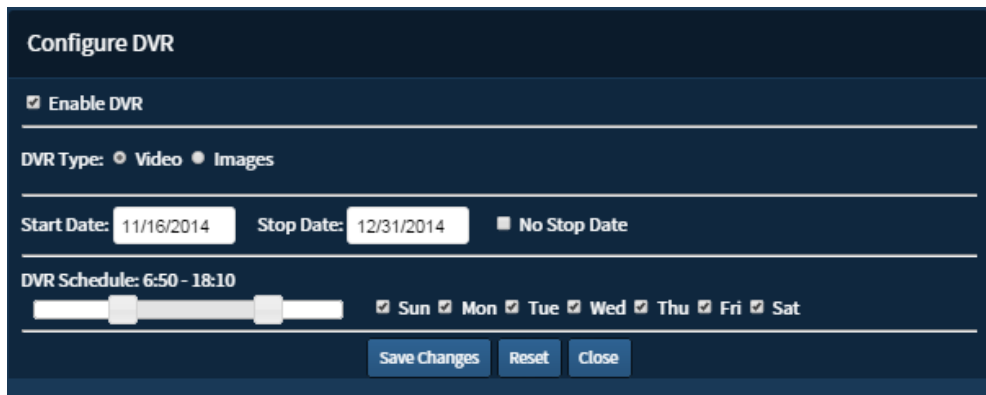 Configure DVR
Enable DVR
DVR Type: Video Images
Start Date: 11/16/2014 Stop Date: 12/31/2014 No Stop Date
DVR Schedule: 6:50 - 18:10
Sun Mon Tue Wed Thu Fri Sat
Save Changes Reset Close